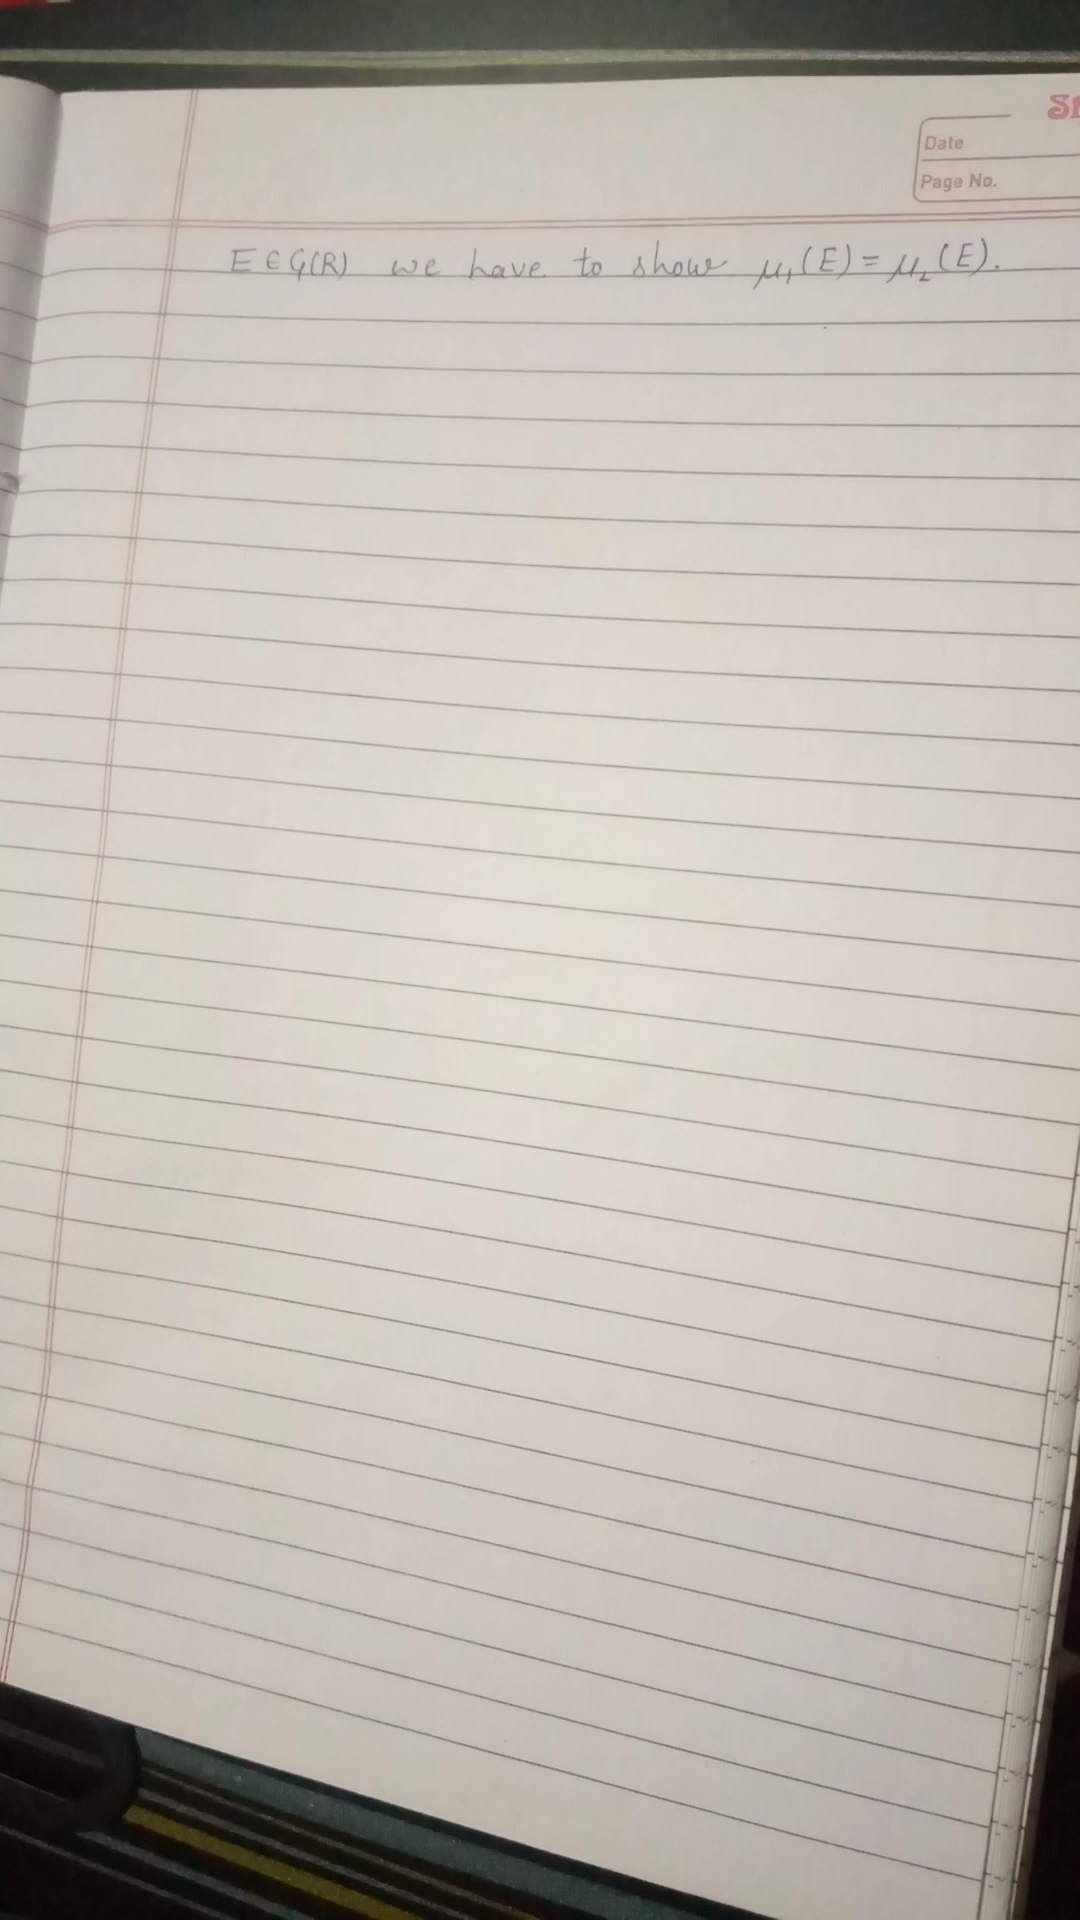 Date
Page No.
E ∈ G(R) we have to show μ₁(E) = μ₂(E).